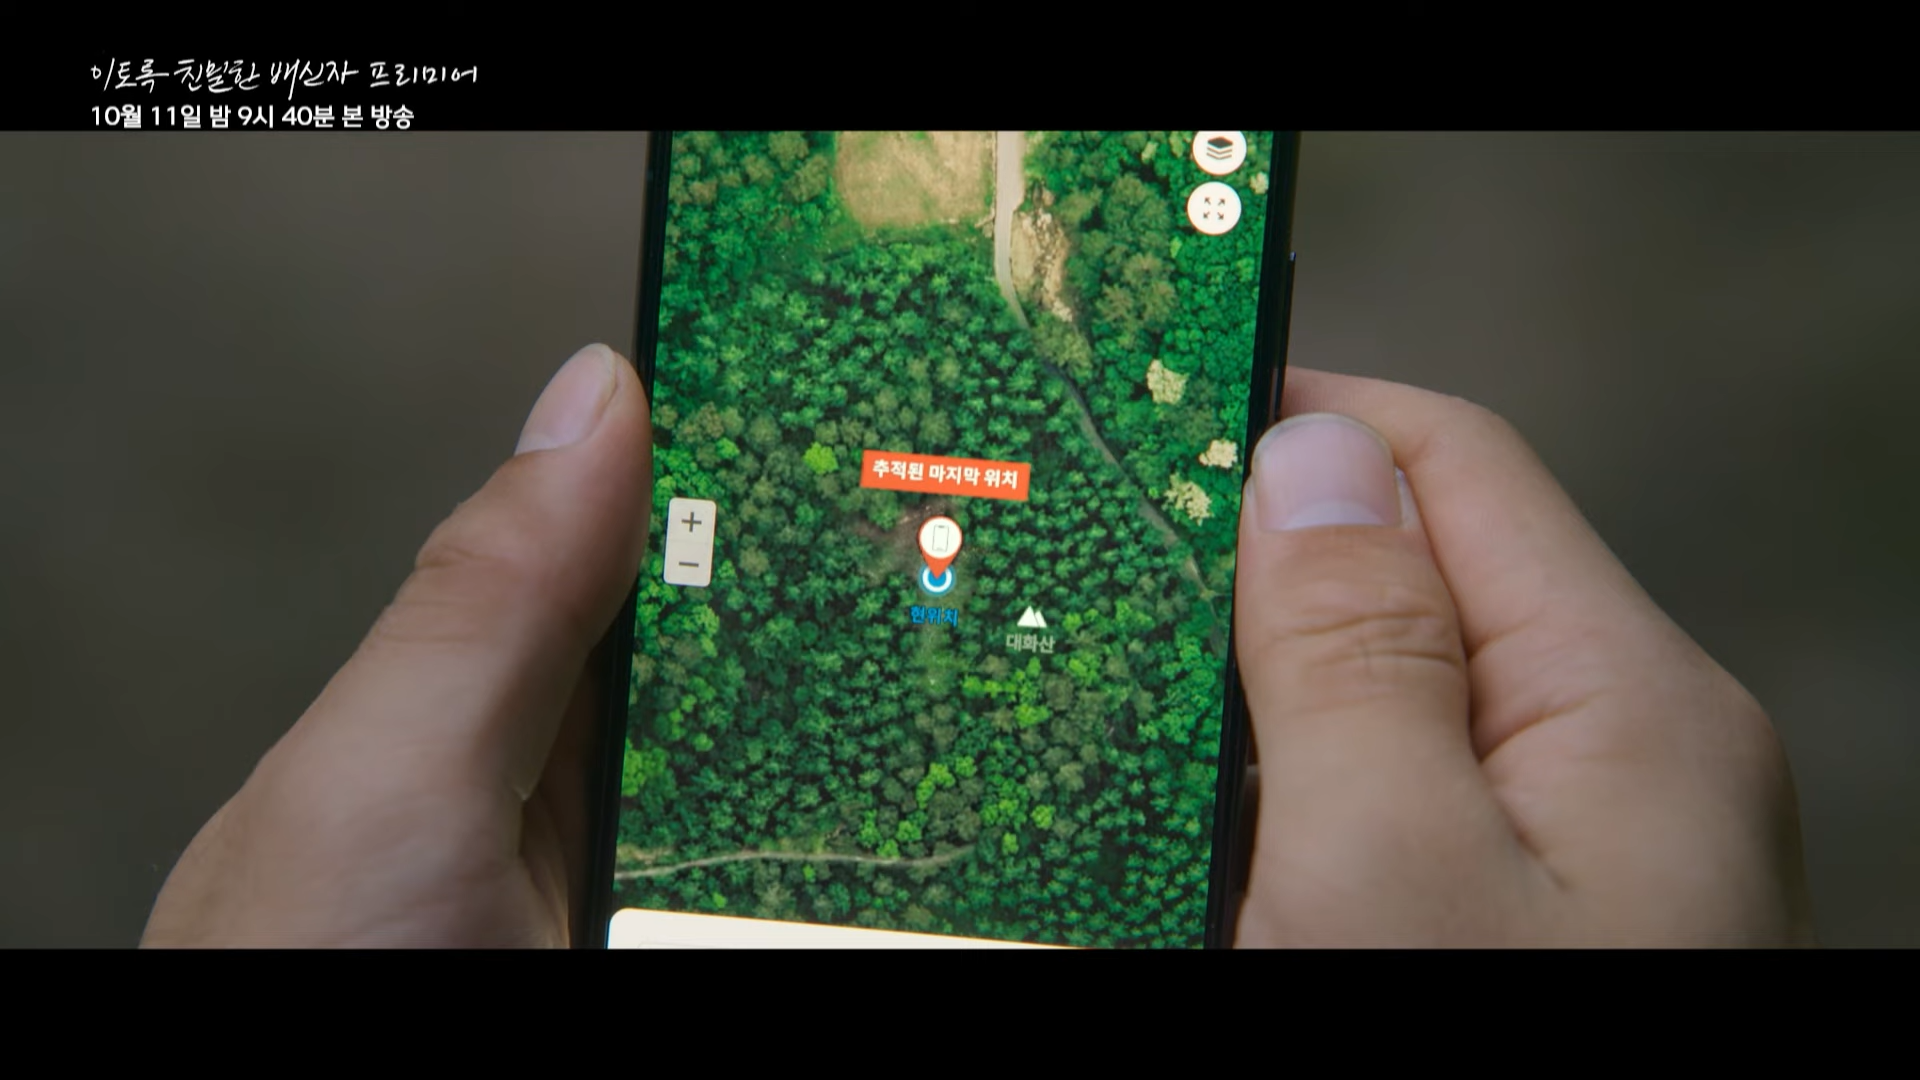 이토록 친밀한 배신자 프리미어
10월 11일 밤 9시 40분 본 방송
추적된 마지막 위치
+
현위치
대화산
−